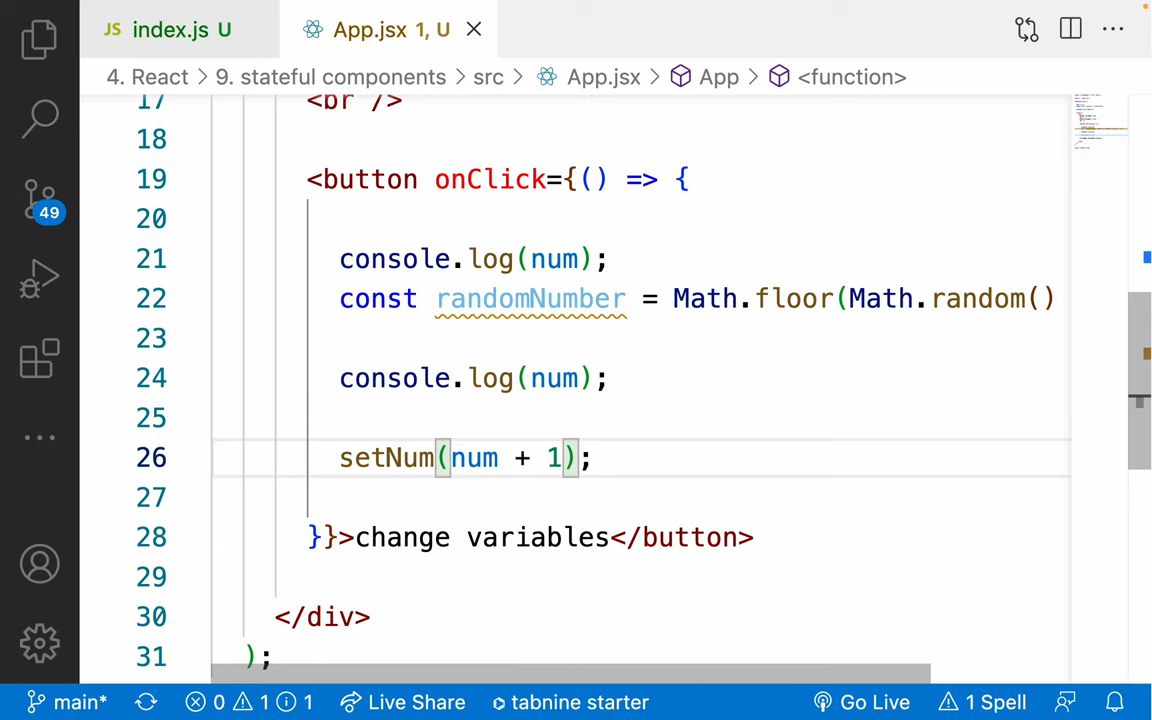 JS index.js U
App.jsx 1, U
4. React > 9. stateful components > src > App.jsx > App > <function>
17 <br />
18
19 <button onClick={() => {
20
21 console.log(num);
22 const randomNumber = Math.floor(Math.random()
23
24 console.log(num);
25
26 setNum(num + 1);
27
28 }}>change variables</button>
29
30 </div>
31 );
49
main* 0 1 1 Live Share tabnine starter Go Live 1 Spell